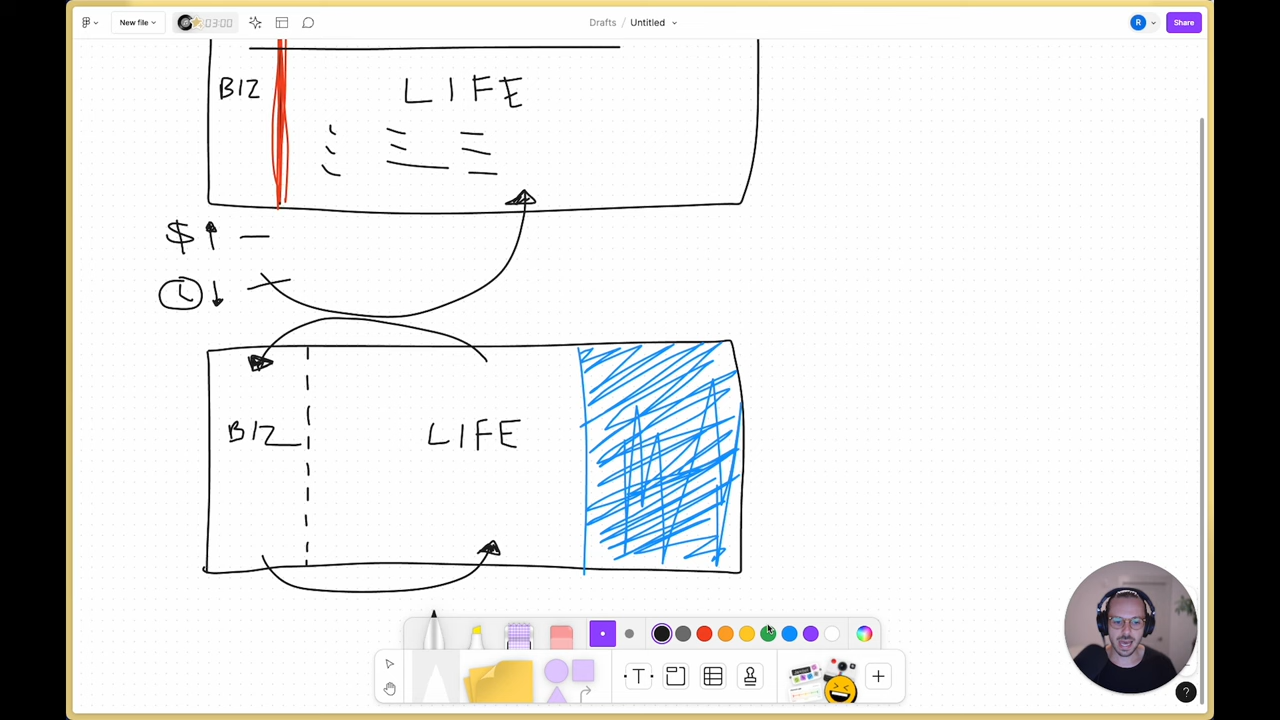 New file
03:00
Drafts / Untitled
R
Share
BIZ
LIFE
$
BIZ
LIFE
T
?